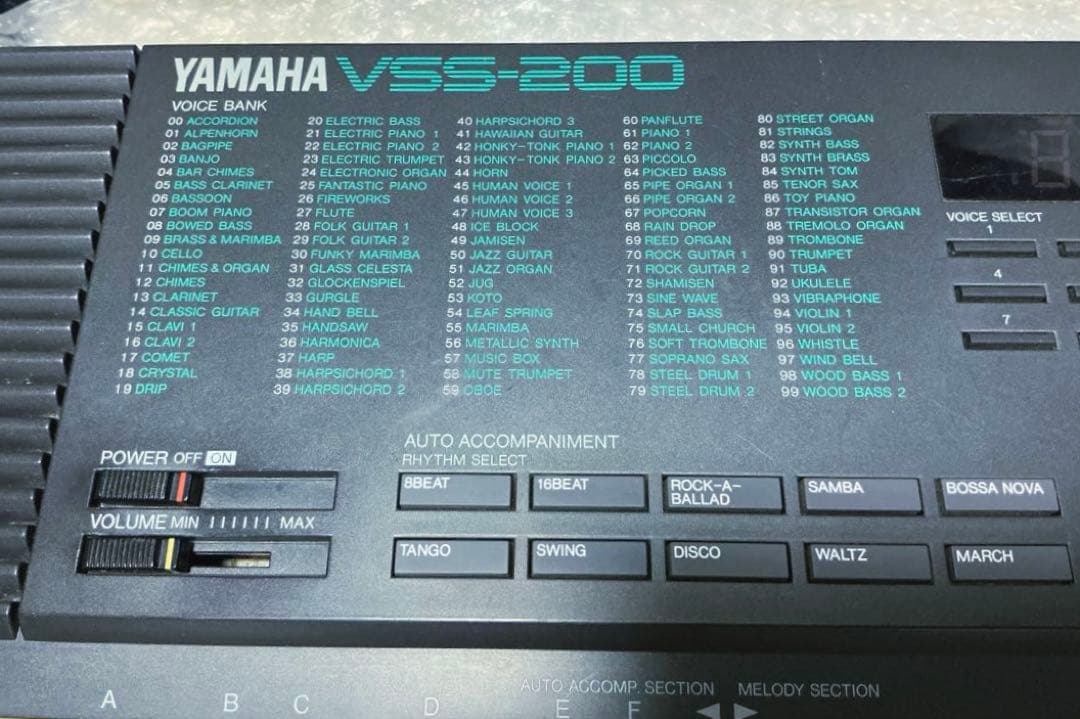 YAMAHA VSS-200
VOICE BANK
00 ACCORDION
01 ALPENHORN
02 BAGPIPE
03 BANJO
04 BAR CHIMES
05 BASS CLARINET
06 BASSOON
07 BOOM PIANO
08 BOWED BASS
09 BRASS & MARIMBA
10 CELLO
11 CHIMES & ORGAN
12 CHIMES
13 CLARINET
14 CLASSIC GUITAR
15 CLAVI 1
16 CLAVI 2
17 COMET
18 CRYSTAL
19 DRIP
20 ELECTRIC BASS
21 ELECTRIC PIANO 1
22 ELECTRIC PIANO 2
23 ELECTRIC TRUMPET
24 ELECTRONIC ORGAN
25 FANTASTIC PIANO
26 FIREWORKS
27 FLUTE
28 FOLK GUITAR 1
29 FOLK GUITAR 2
30 FUNKY MARIMBA
31 GLASS CELESTA
32 GLOCKENSPIEL
33 GURGLE
34 HAND BELL
35 HANDSAW
36 HARMONICA
37 HARP
38 HARPSICHORD 1
39 HARPSICHORD 2
40 HARPSICHORD 3
41 HAWAIIAN GUITAR
42 HONKY-TONK PIANO 1
43 HONKY-TONK PIANO 2
44 HORN
45 HUMAN VOICE 1
46 HUMAN VOICE 2
47 HUMAN VOICE 3
48 ICE BLOCK
49 JAMISEN
50 JAZZ GUITAR
51 JAZZ ORGAN
52 JUG
53 KOTO
54 LEAF SPRING
55 MARIMBA
56 METALLIC SYNTH
57 MUSIC BOX
58 MUTE TRUMPET
59 OBOE
60 PANFLUTE
61 PIANO 1
62 PIANO 2
63 PICCOLO
64 PICKED BASS
65 PIPE ORGAN 1
66 PIPE ORGAN 2
67 POPCORN
68 RAIN DROP
69 REED ORGAN
70 ROCK GUITAR 1
71 ROCK GUITAR 2
72 SHAMISEN
73 SINE WAVE
74 SLAP BASS
75 SMALL CHURCH
76 SOFT TROMBONE
77 SOPRANO SAX
78 STEEL DRUM 1
79 STEEL DRUM 2
80 STREET ORGAN
81 STRINGS
82 SYNTH BASS
83 SYNTH BRASS
84 SYNTH TOM
85 TENOR SAX
86 TOY PIANO
87 TRANSISTOR ORGAN
88 TREMOLO ORGAN
89 TROMBONE
90 TRUMPET
91 TUBA
92 UKULELE
93 VIBRAPHONE
94 VIOLIN 1
95 VIOLIN 2
96 WHISTLE
97 WIND BELL
98 WOOD BASS 1
99 WOOD BASS 2
VOICE SELECT
1
4
7
POWER OFF ON
VOLUME MIN MAX
AUTO ACCOMPANIMENT
RHYTHM SELECT
8BEAT
16BEAT
ROCK-A-
BALLAD
SAMBA
BOSSA NOVA
TANGO
SWING
DISCO
WALTZ
MARCH
AUTO ACCOMP. SECTION
MELODY SECTION
A B C D E F